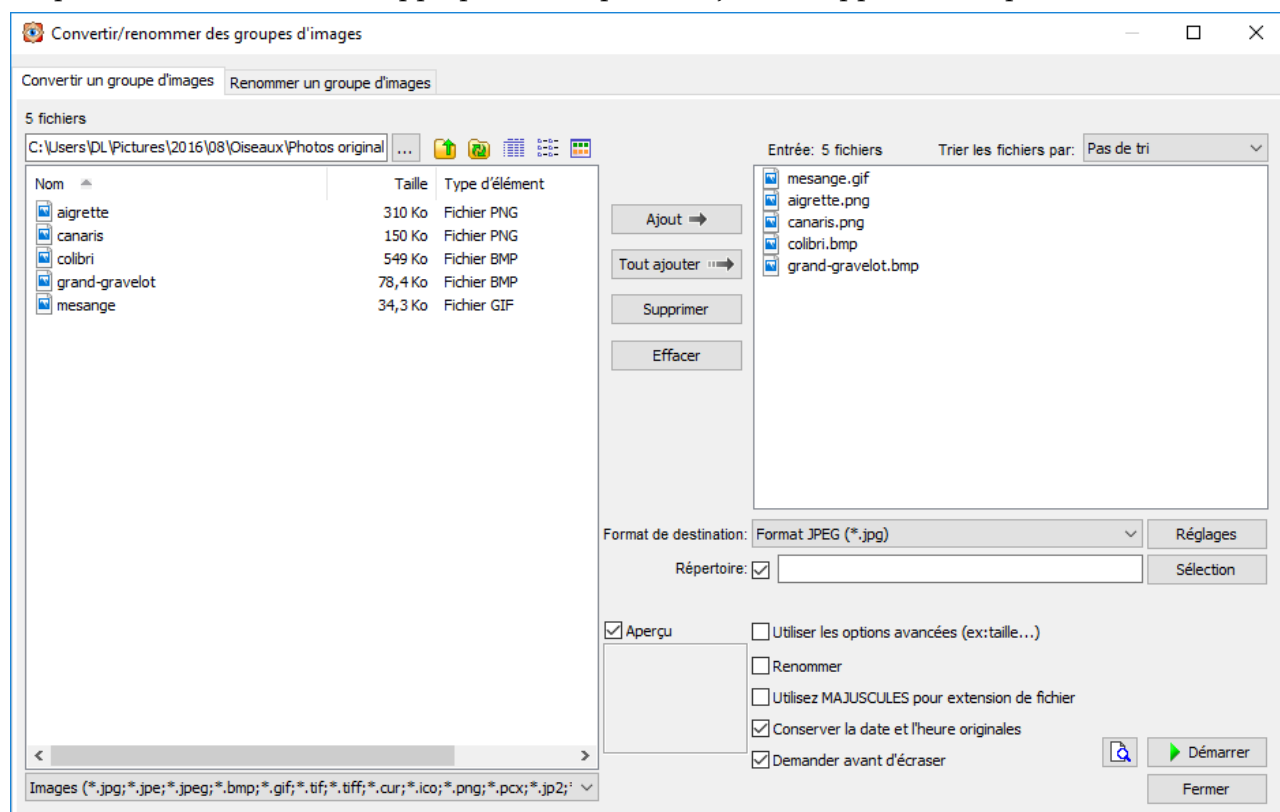 Convertir/renommer des groupes d'images
Convertir un groupe d'images Renommer un groupe d'images
5 fichiers
C:\Users\DL\Pictures\2016\08\Oiseaux\Photos original ...
Entrée: 5 fichiers Trier les fichiers par: Pas de tri
Nom Taille Type d'élément
aigrette 310 Ko Fichier PNG
canaris 150 Ko Fichier PNG
colibri 549 Ko Fichier BMP
grand-gravelot 78,4 Ko Fichier BMP
mesange 34,3 Ko Fichier GIF
Ajout
Tout ajouter
Supprimer
Effacer
mesange.gif
aigrette.png
canaris.png
colibri.bmp
grand-gravelot.bmp
Format de destination: Format JPEG (*.jpg) Réglages
Répertoire: Sélection
Aperçu
Utiliser les options avancées (ex:taille...)
Renommer
Utilisez MAJUSCULES pour extension de fichier
Conserver la date et l'heure originales
Demander avant d'écraser
Démarrer
Images (*.jpg;*.jpe;*.jpeg;*.bmp;*.gif;*.tif;*.tiff;*.cur;*.ico;*.png;*.pcx;*.jp2;*
Fermer